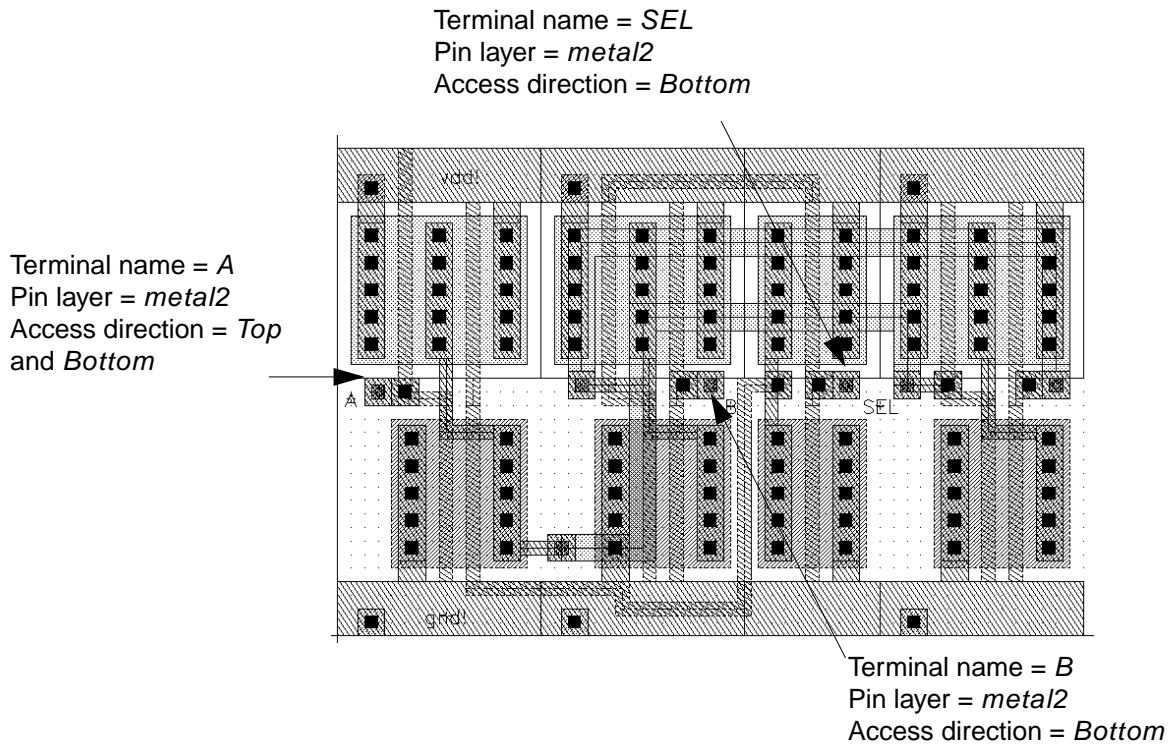 Terminal name = SEL
Pin layer = metal2
Access direction = Bottom
vdd!
Terminal name = A
Pin layer = metal2
Access direction = Top
and Bottom
A
B
SEL
gnd!
Terminal name = B
Pin layer = metal2
Access direction = Bottom